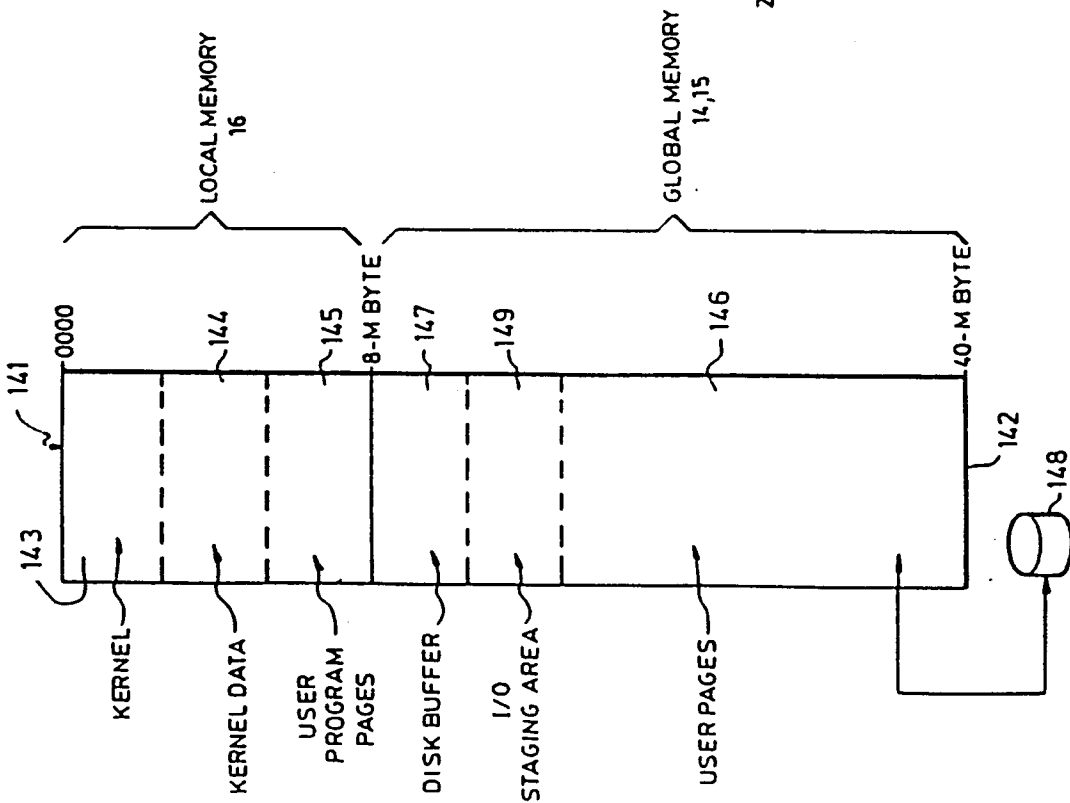 141
0000
143
KERNEL
144
KERNEL DATA
145
USER
PROGRAM
PAGES
8-M BYTE
LOCAL MEMORY
16
147
DISK BUFFER
149
I/O
STAGING AREA
146
USER PAGES
40-M BYTE
142
148
GLOBAL MEMORY
14,15
2